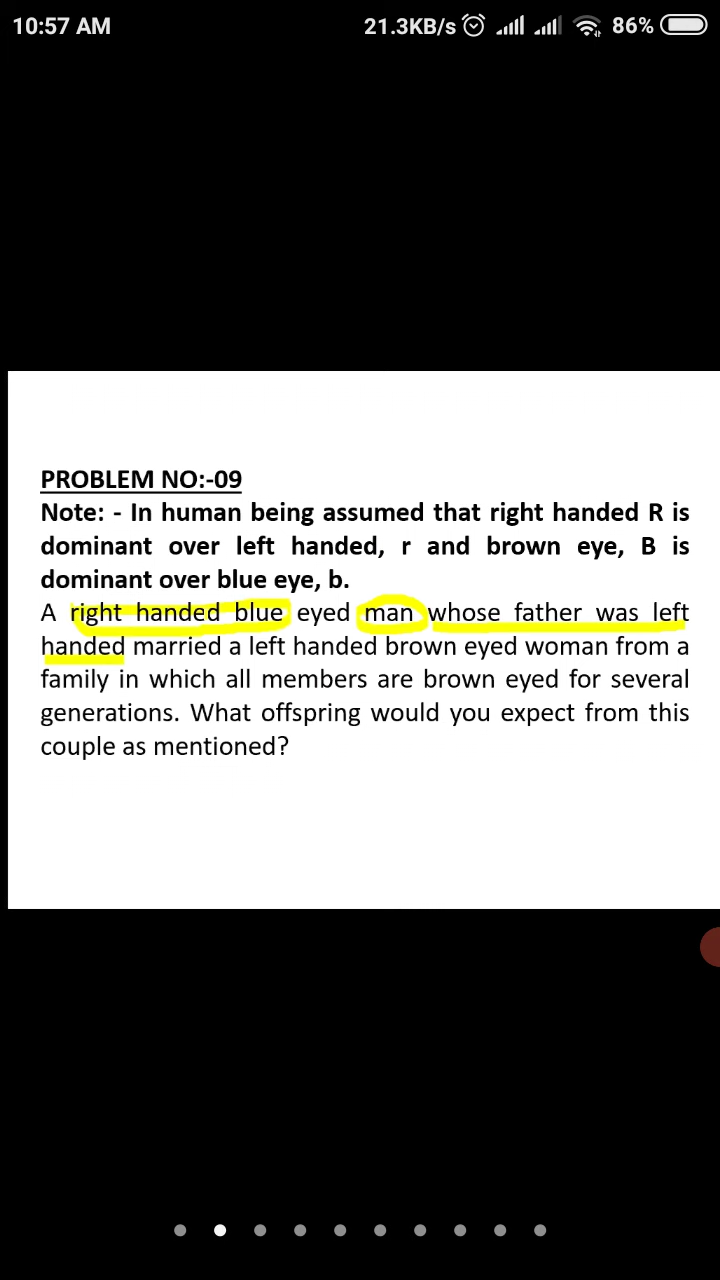 10:57 AM 21.3KB/s 86%
PROBLEM NO:-09
Note: - In human being assumed that right handed R is
dominant over left handed, r and brown eye, B is
dominant over blue eye, b.
A right handed blue eyed man whose father was left
handed married a left handed brown eyed woman from a
family in which all members are brown eyed for several
generations. What offspring would you expect from this
couple as mentioned?